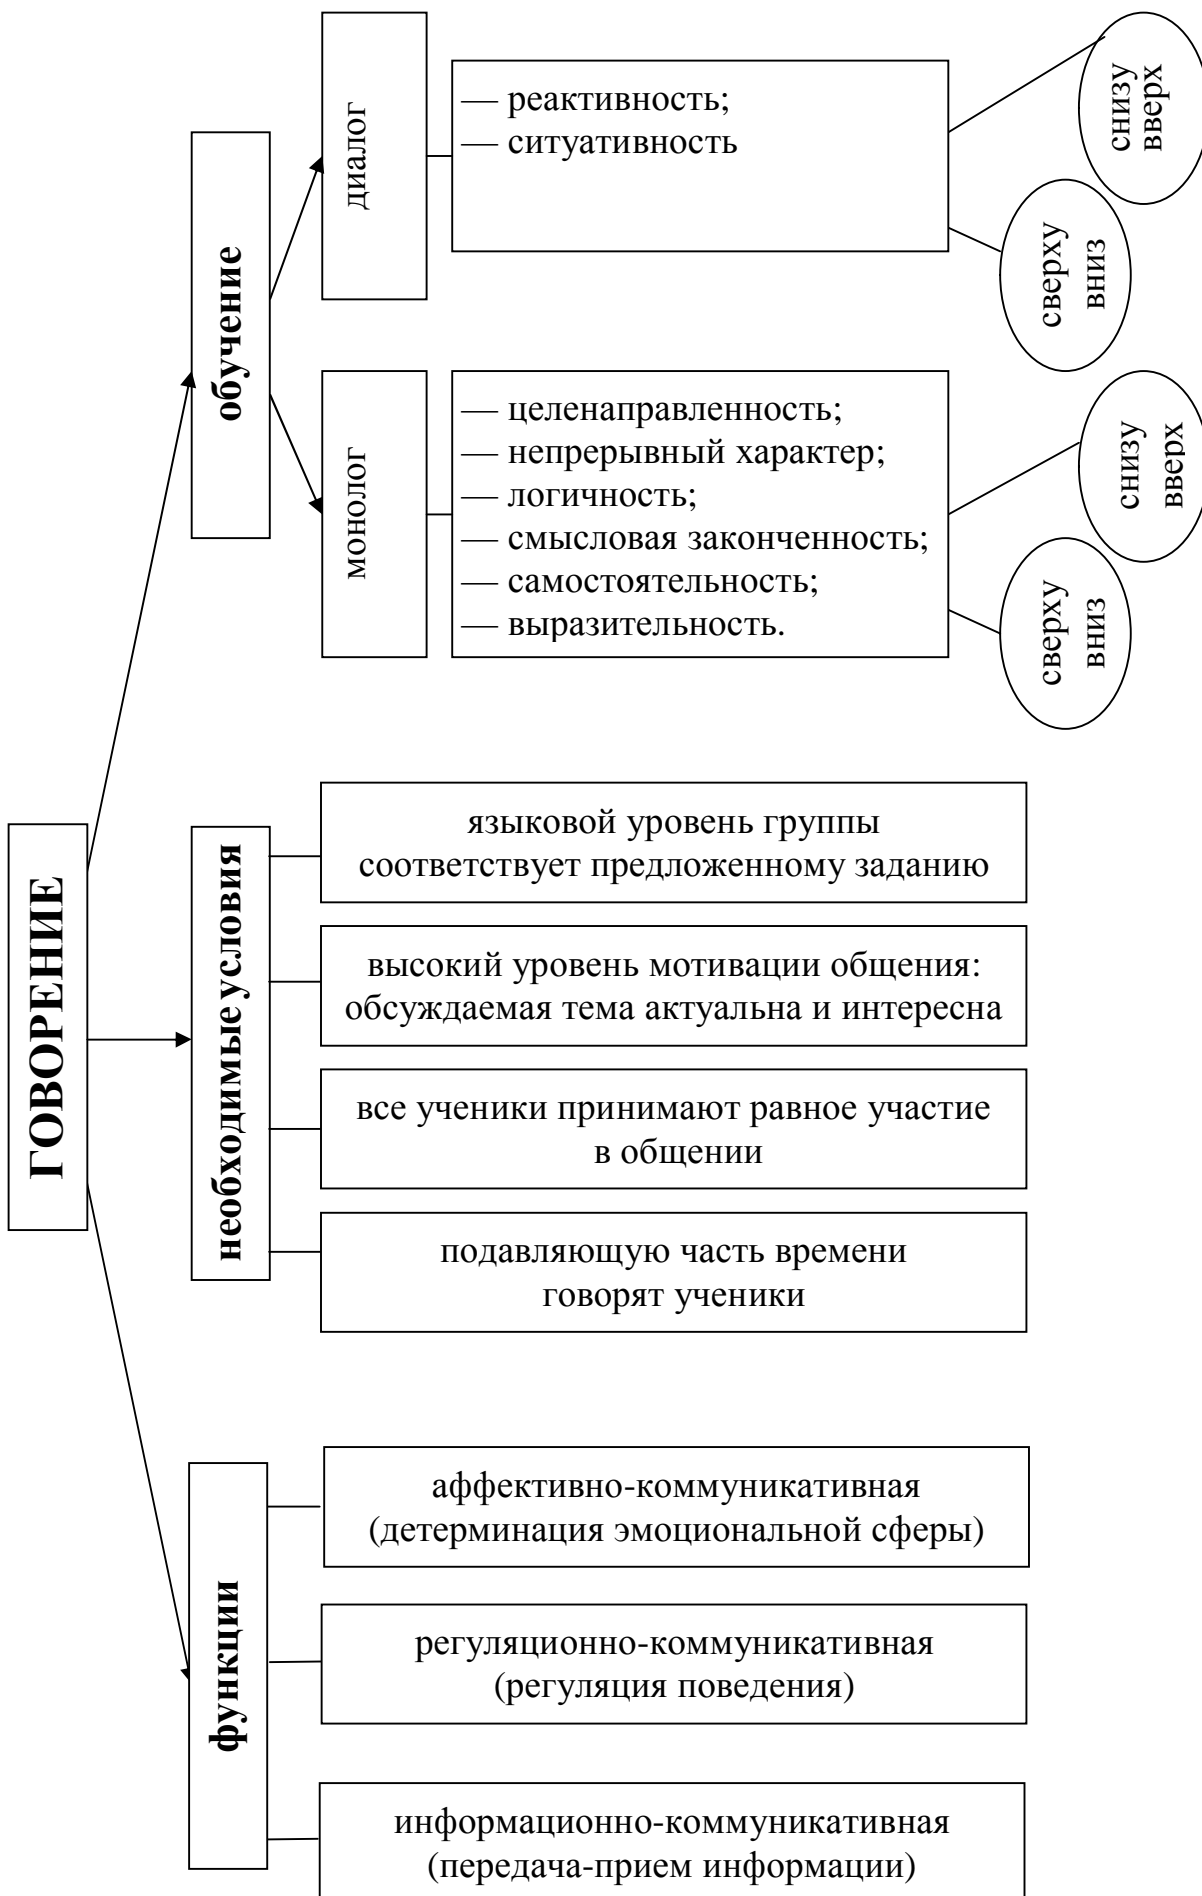 ГОВОРЕНИЕ
обучение
диалог
— реактивность;
— ситуативность
снизу
вверх
сверху
вниз
монолог
— целенаправленность;
— непрерывный характер;
— логичность;
— смысловая законченность;
— самостоятельность;
— выразительность.
снизу
вверх
сверху
вниз
необходимые условия
языковой уровень группы
соответствует предложенному заданию
высокий уровень мотивации общения:
обсуждаемая тема актуальна и интересна
все ученики принимают равное участие
в общении
подавляющую часть времени
говорят ученики
функции
аффективно-коммуникативная
(детерминация эмоциональной сферы)
регуляционно-коммуникативная
(регуляция поведения)
информационно-коммуникативная
(передача-прием информации)